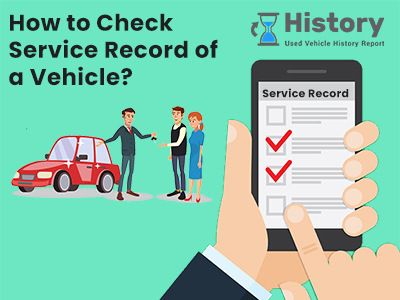 How to Check
Service Record of
a Vehicle?
History
Used Vehicle History Report
Service Record